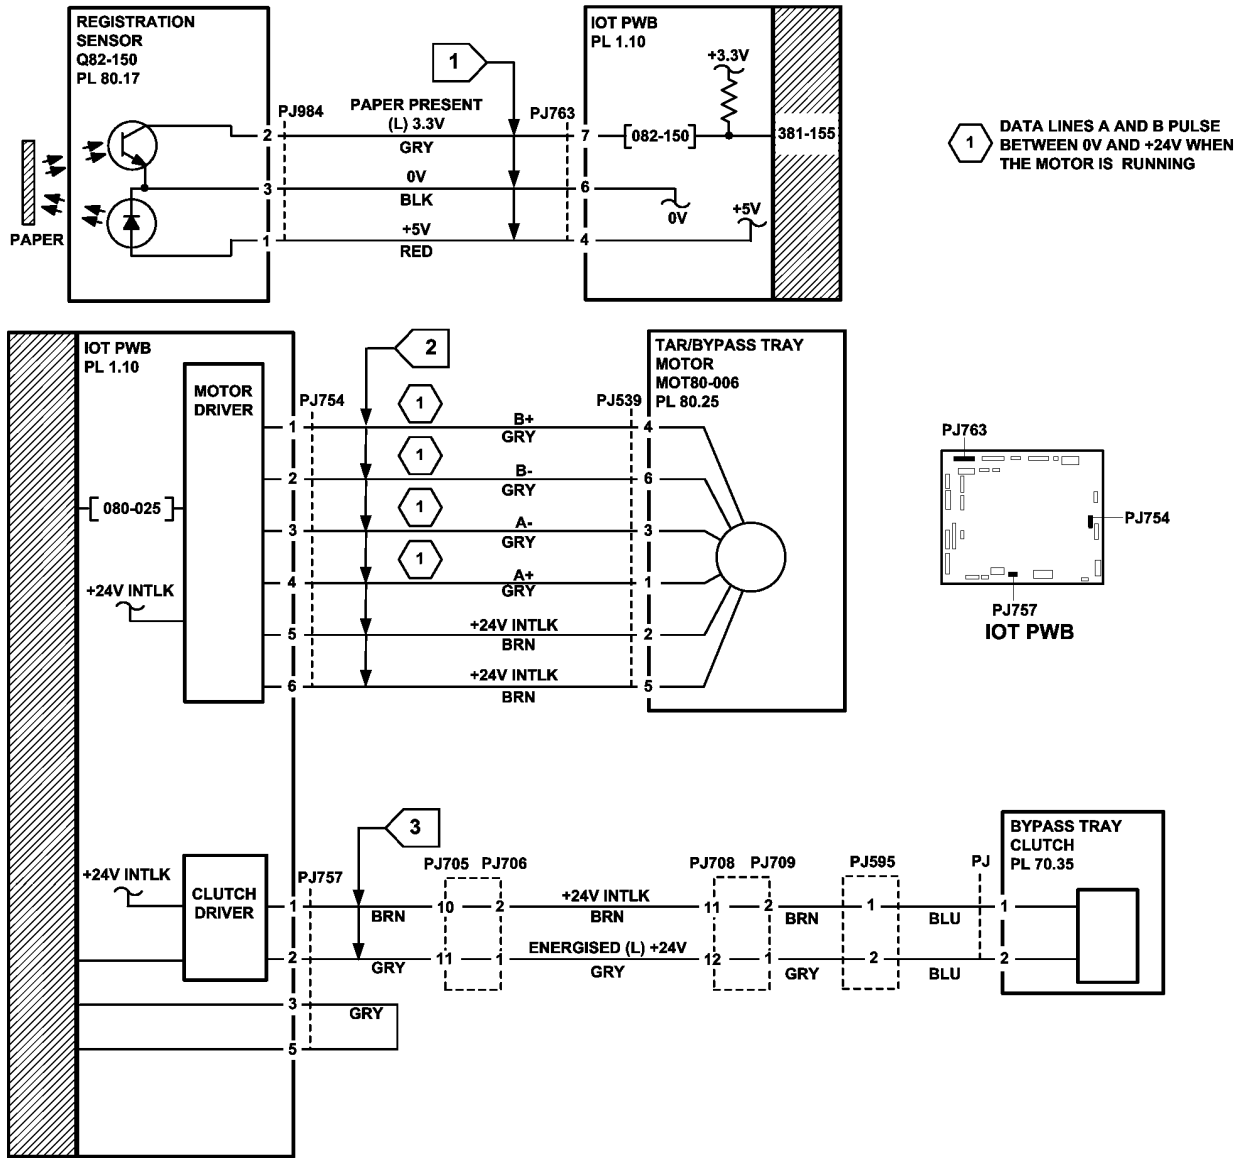 REGISTRATION
SENSOR
Q82-150
PL 80.17
PAPER
2
3
1
PJ984
PAPER PRESENT
(L) 3.3V
GRY
0V
BLK
+5V
RED
1
PJ763
7
6
4
IOT PWB
PL 1.10
+3.3V
082-150
381-155
0V
+5V
1
DATA LINES A AND B PULSE
BETWEEN 0V AND +24V WHEN
THE MOTOR IS RUNNING
IOT PWB
PL 1.10
MOTOR
DRIVER
080-025
+24V INTLK
PJ754
1
2
3
4
5
6
2
1
1
1
1
B+
GRY
B-
GRY
A-
GRY
A+
GRY
+24V INTLK
BRN
+24V INTLK
BRN
PJ539
4
6
3
1
2
5
TAR/BYPASS TRAY
MOTOR
MOT80-006
PL 80.25
PJ763
PJ754
PJ757
IOT PWB
+24V INTLK
CLUTCH
DRIVER
PJ757
1
2
3
5
GRY
3
BRN
GRY
PJ705
PJ706
10
2
11
1
+24V INTLK
BRN
ENERGISED (L) +24V
GRY
PJ708
PJ709
11
2
12
1
BRN
GRY
PJ595
1
2
BLU
BLU
PJ
1
2
BYPASS TRAY
CLUTCH
PL 70.35